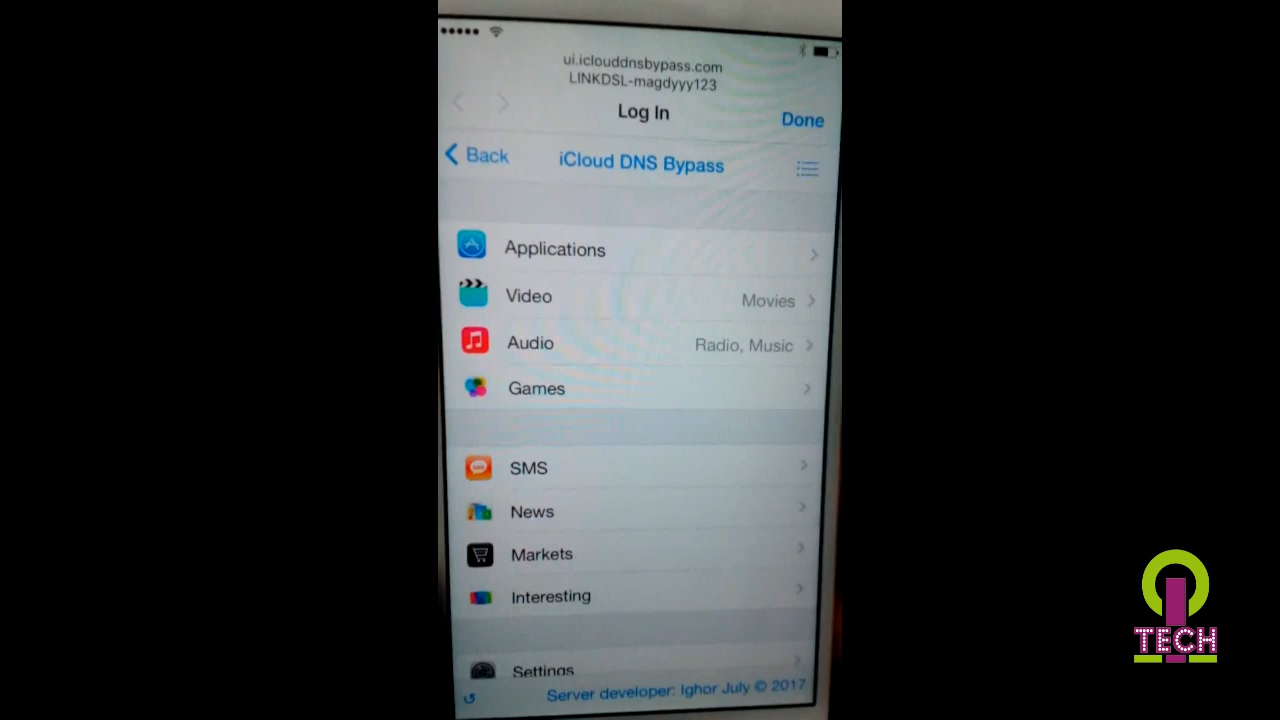 ui.iclouddnsbypass.com
LINKDSL-magdyyy123
Log In
Done
Back
iCloud DNS Bypass
Applications
Video
Movies
Audio
Radio, Music
Games
SMS
News
Markets
Interesting
Settings
Server developer: Ighor July © 2017
TECH